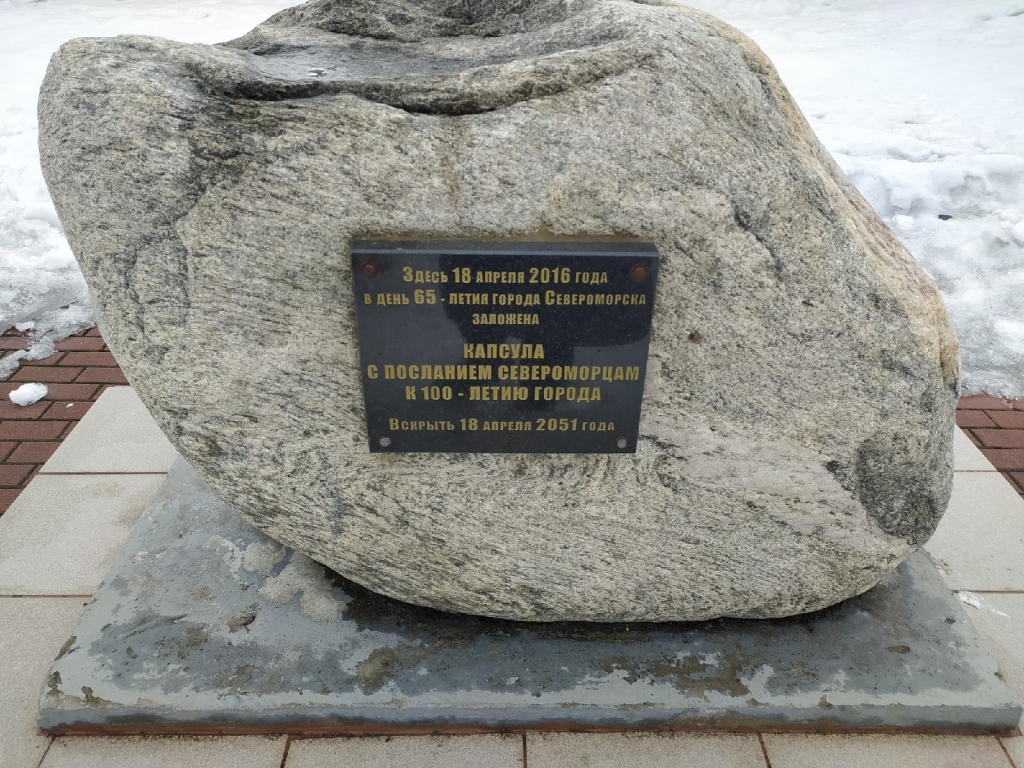 Здесь 18 апреля 2016 года
в день 65 - летия города Североморска
заложена
КАПСУЛА
С ПОСЛАНИЕМ СЕВЕРОМОРЦАМ
К 100 - ЛЕТИЮ ГОРОДА
Вскрыть 18 апреля 2051 года